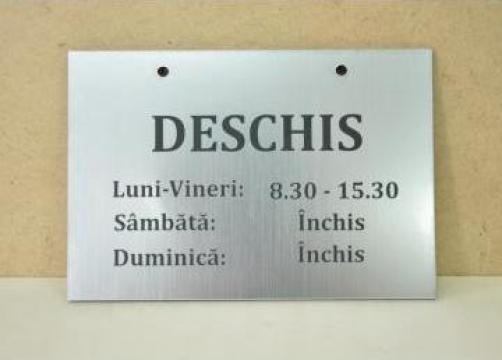 DESCHIS
Luni-Vineri: 8.30 - 15.30
Sâmbătă: Închis
Duminică: Închis